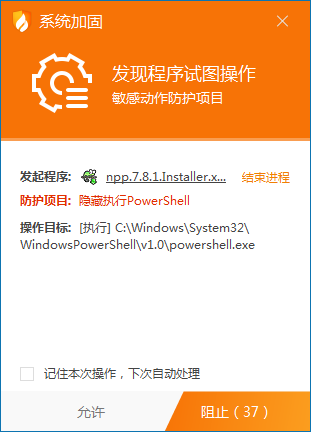 系统加固
发现程序试图操作
敏感动作防护项目
发起程序: npp.7.8.1.Installer.x... 结束进程
防护项目: 隐藏执行PowerShell
操作目标: [执行] C:\Windows\System32\
WindowsPowerShell\v1.0\powershell.exe
记住本次操作，下次自动处理
允许 阻止（37）